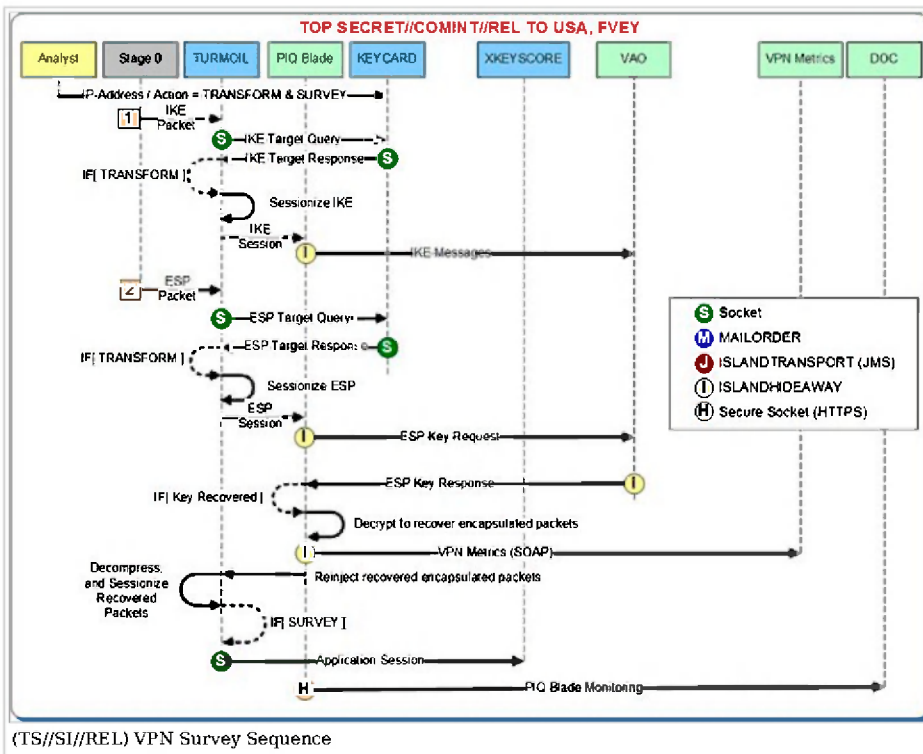 TOP SECRET//COMINT//REL TO USA, FVEY
Analyst
Stage 0
TURMOIL
PIQ Blade
KEYCARD
XKEYSCORE
VAO
VPN Metrics
DOC
IP-Address / Action = TRANSFORM & SURVEY
1
IKE
Packet
S
IKE Target Query
IKE Target Response
S
IF[ TRANSFORM ]
Sessionize IKE
IKE
Session
I
IKE Messages
2
ESP
Packet
S
ESP Target Query
ESP Target Respons
S
IF[ TRANSFORM ]
Sessionize ESP
ESP
Session
I
ESP Key Request
ESP Key Response
I
IF[ Key Recovered ]
Decrypt to recover encapsulated packets
I
VPN Metrics (SOAP)
Decompress,
and Sessionize
Recovered
Packets
Reinject recovered encapsulated packets
IF[ SURVEY ]
S
Application Session
H
PIQ Blade Monitoring
S Socket
M MAILORDER
J ISLANDTRANSPORT (JMS)
I ISLANDHIDEAWAY
H Secure Socket (HTTPS)
(TS//SI//REL) VPN Survey Sequence